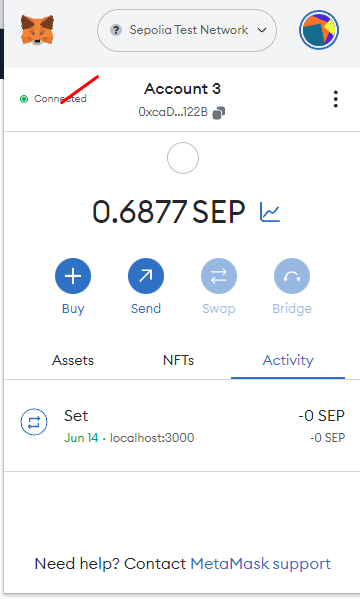 Sepolia Test Network
Connected
Account 3
0xcaD...122B
0.6877 SEP
Buy
Send
Swap
Bridge
Assets
NFTs
Activity
Set
-0 SEP
Jun 14 · localhost:3000
-0 SEP
Need help? Contact MetaMask support